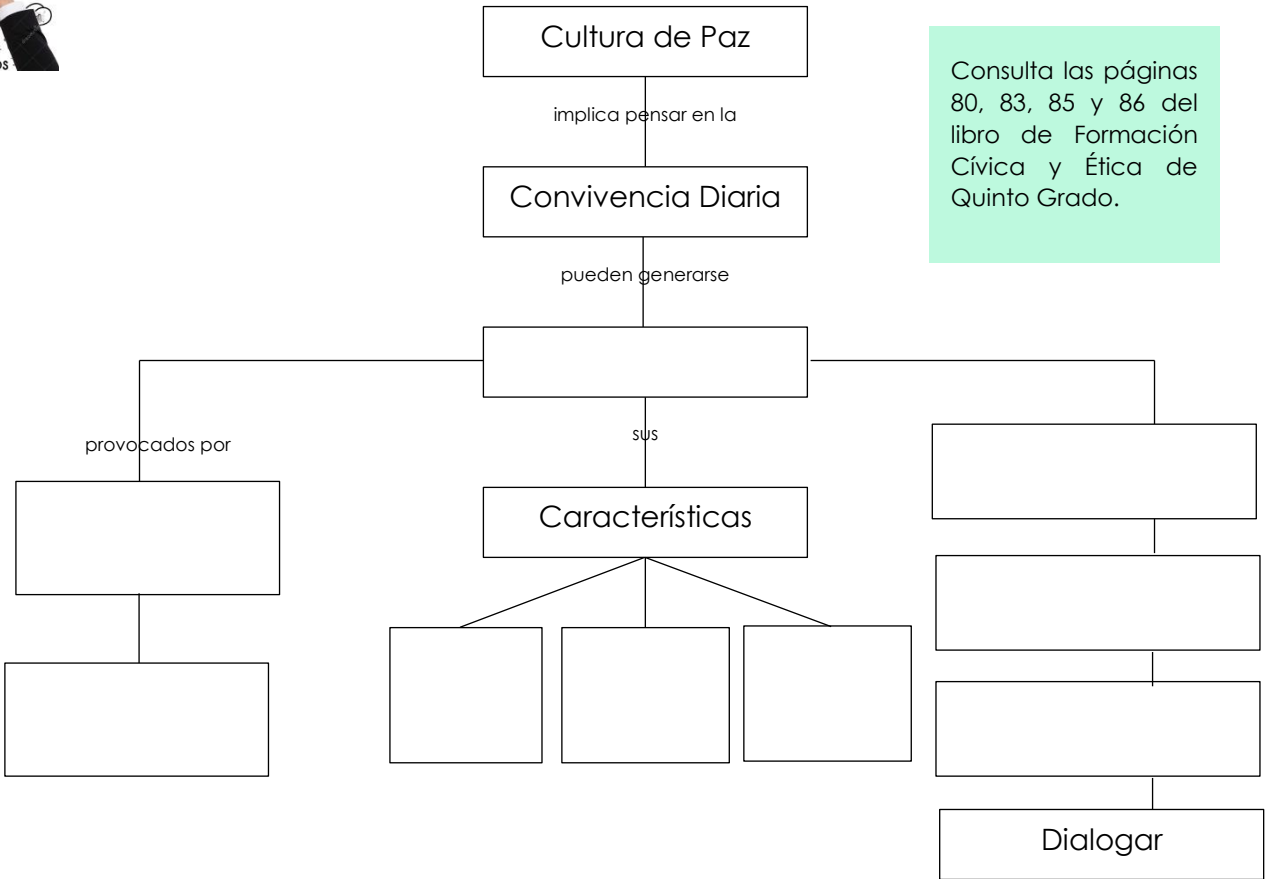 os
Cultura de Paz
implica pensar en la
Convivencia Diaria
pueden generarse
provocados por
sus
Características
Dialogar
Consulta las páginas
80, 83, 85 y 86 del
libro de Formación
Cívica y Ética de
Quinto Grado.